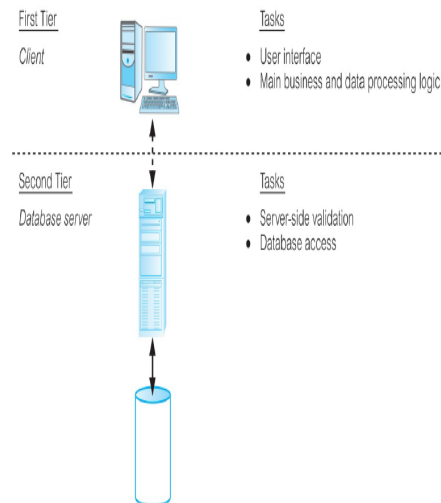 First Tier
Client
Tasks
• User interface
• Main business and data processing logic
Second Tier
Database server
Tasks
• Server-side validation
• Database access